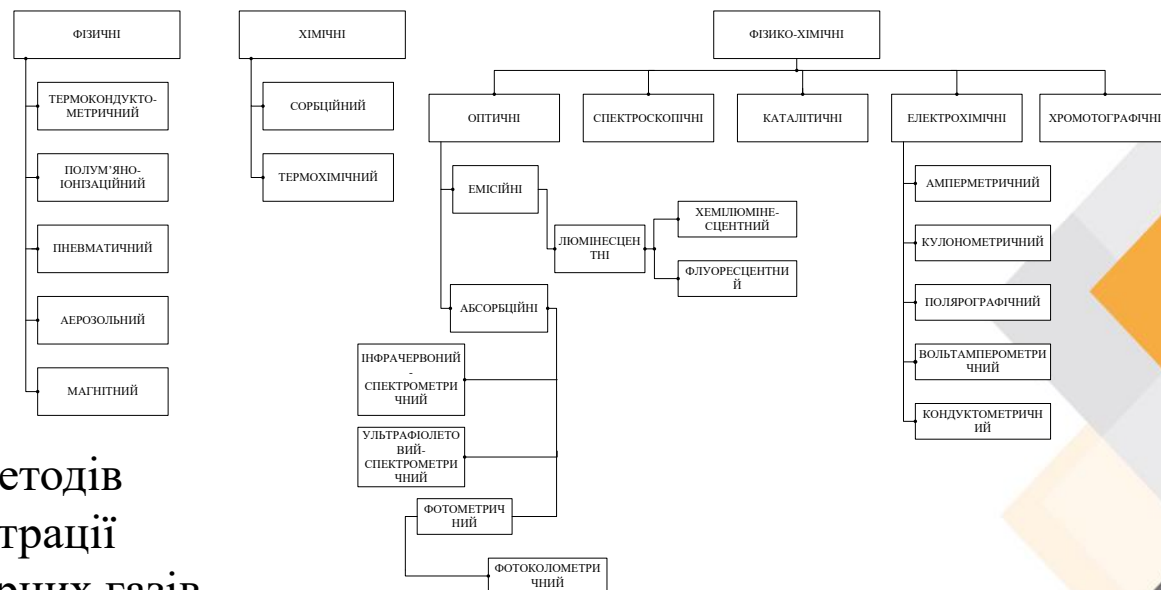 ФІЗИЧНІ
ТЕРМОКОНДУКТО-
МЕТРИЧНИЙ
ПОЛУМ’ЯНО-
ІОНІЗАЦІЙНИЙ
ПНЕВМАТИЧНИЙ
АЕРОЗОЛЬНИЙ
МАГНІТНИЙ
ХІМІЧНІ
СОРБЦІЙНИЙ
ТЕРМОХІМІЧНИЙ
ФІЗИКО-ХІМІЧНІ
ОПТИЧНІ
СПЕКТРОСКОПІЧНІ
КАТАЛІТИЧНІ
ЕЛЕКТРОХІМІЧНІ
ХРОМОТОГРАФІЧНІ
ЕМІСІЙНІ
ЛЮМІНЕСЦЕН
ТНІ
ХЕМІЛЮМІНЕ-
СЦЕНТНИЙ
ФЛУОРЕСЦЕНТНИ
Й
АБСОРБЦІЙНІ
ІНФРАЧЕРВОНИЙ
-
СПЕКТРОМЕТРИ
ЧНИЙ
УЛЬТРАФІОЛЕТО
ВИЙ-
СПЕКТРОМЕТРИ
ЧНИЙ
ФОТОМЕТРИЧ
НИЙ
ФОТОКОЛОМЕТРИ
ЧНИЙ
АМПЕРМЕТРИЧНИЙ
КУЛОНОМЕТРИЧНИЙ
ПОЛЯРОГРАФІЧНИЙ
ВОЛЬТАМПЕРОМЕТРИ
ЧНИЙ
КОНДУКТОМЕТРИЧН
ИЙ
етодів
трації
рних газів